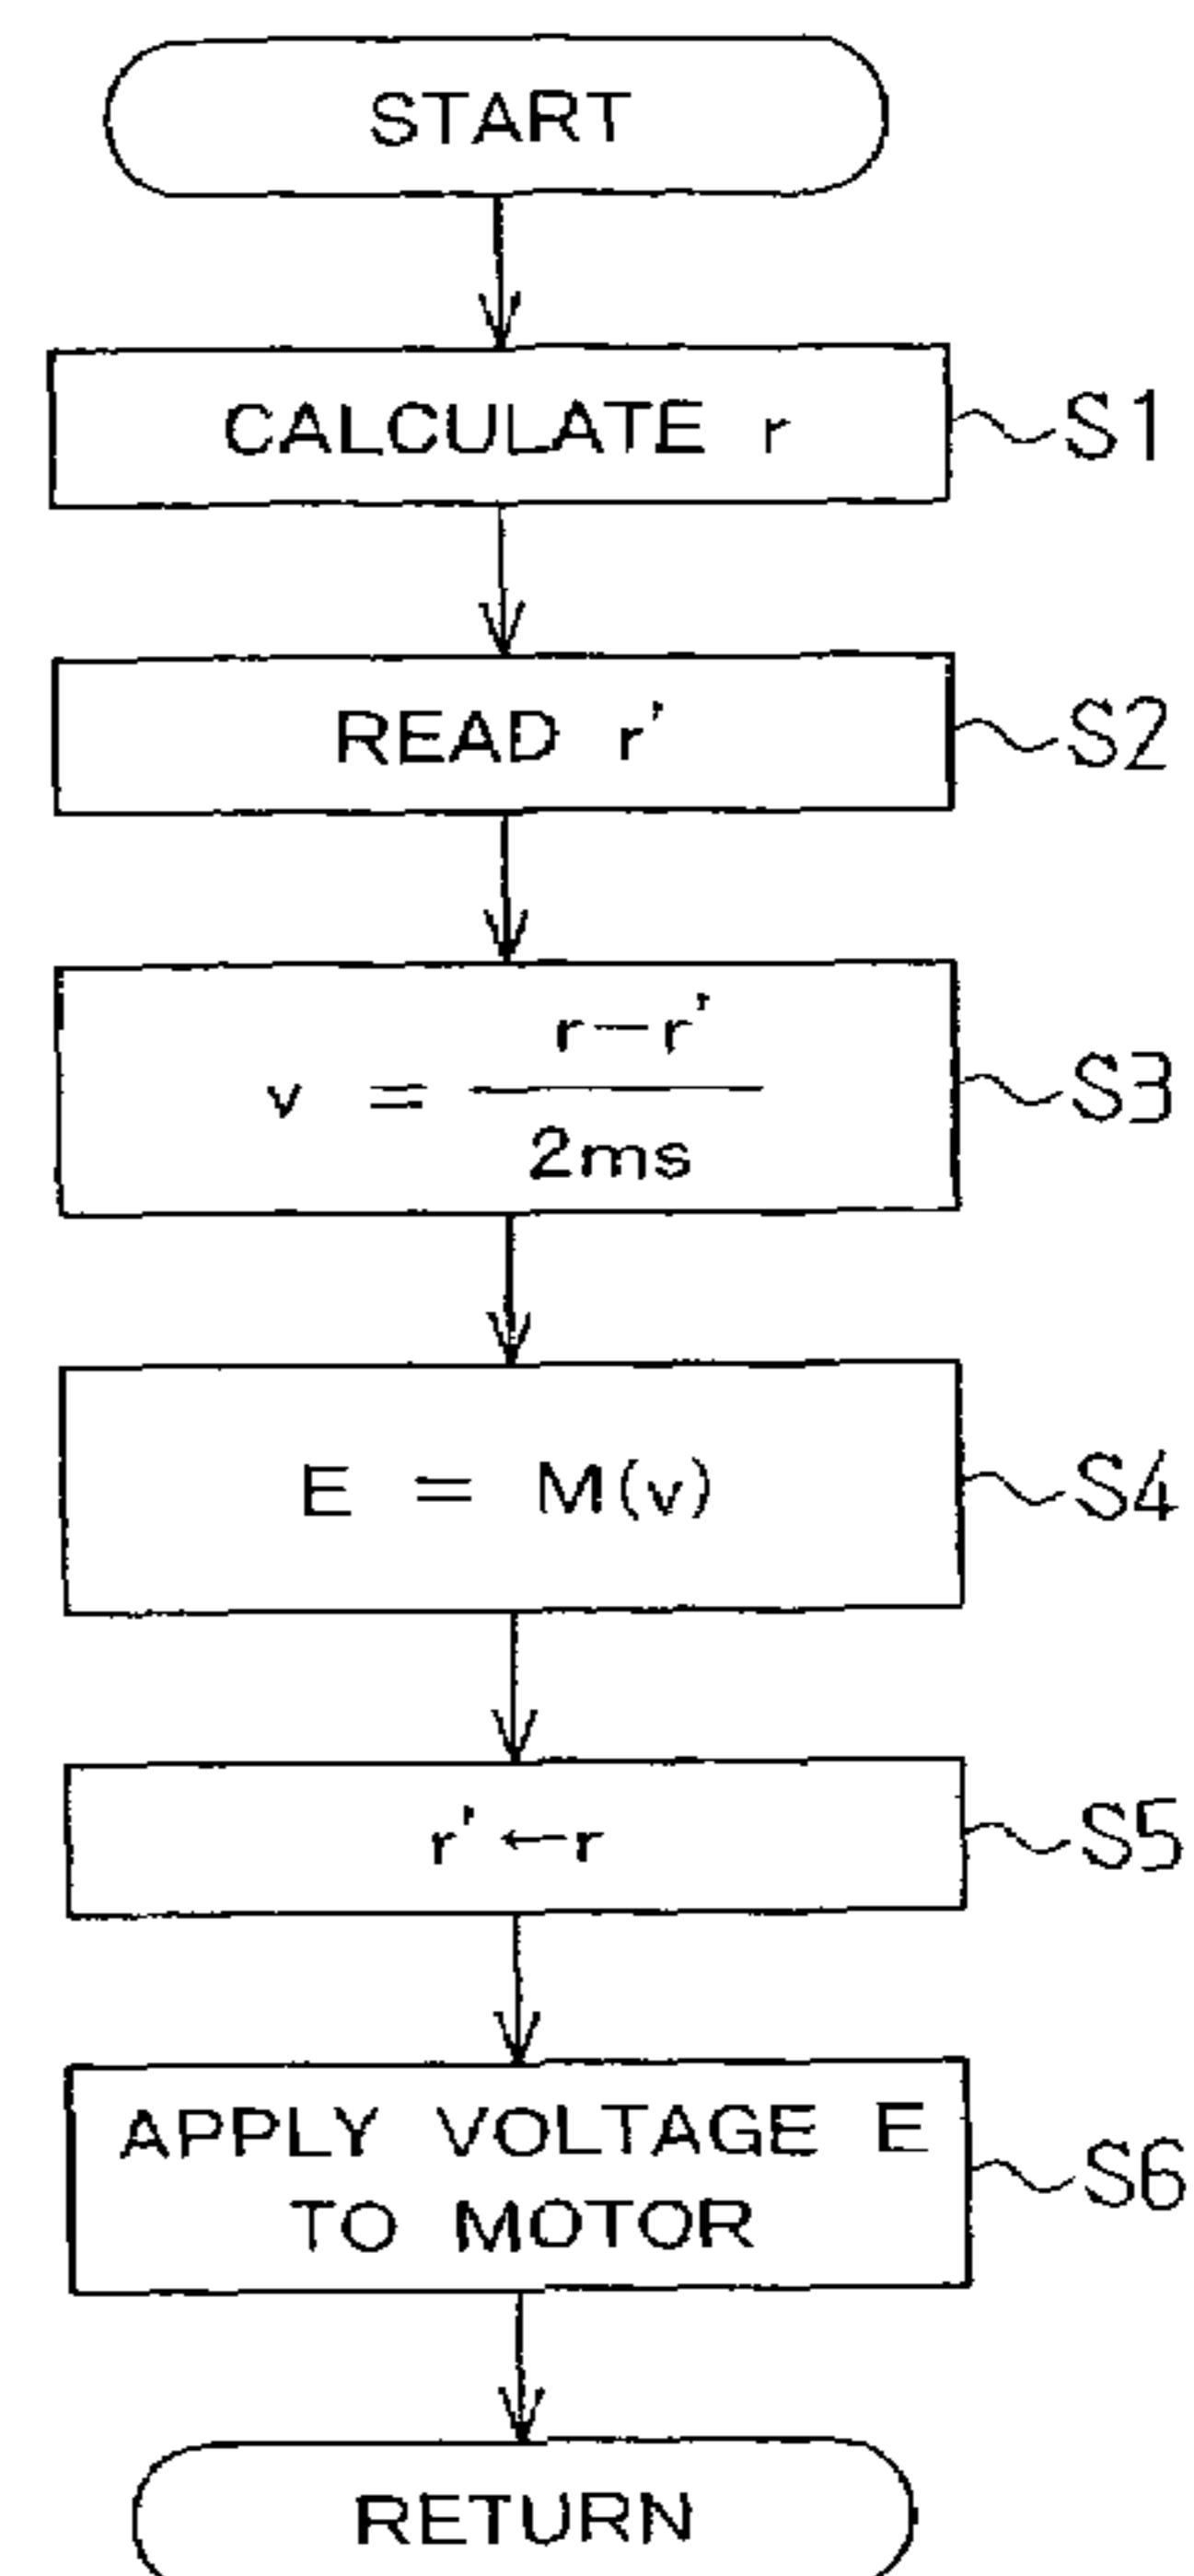 START
CALCULATE r
S1
READ r'
S2
v = r−r' / 2ms
S3
E = M(v)
S4
r'←r
S5
APPLY VOLTAGE E
TO MOTOR
S6
RETURN